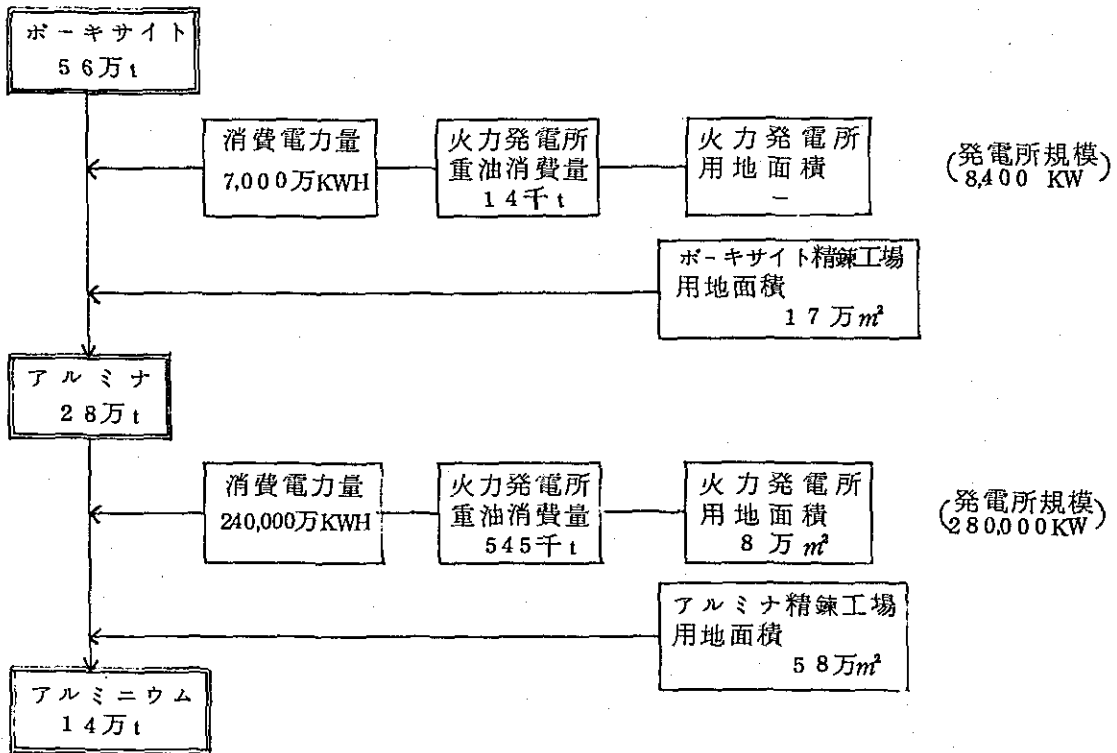 ボーキサイト
56万t
消費電力量
7,000万KWH
火力発電所
重油消費量
14千t
火力発電所
用地面積
－
(発電所規模)
8,400 KW
ボーキサイト精錬工場
用地面積
17万m²
アルミナ
28万t
消費電力量
240,000万KWH
火力発電所
重油消費量
545千t
火力発電所
用地面積
8万m²
(発電所規模)
280,000KW
アルミナ精錬工場
用地面積
58万m²
アルミニウム
14万t